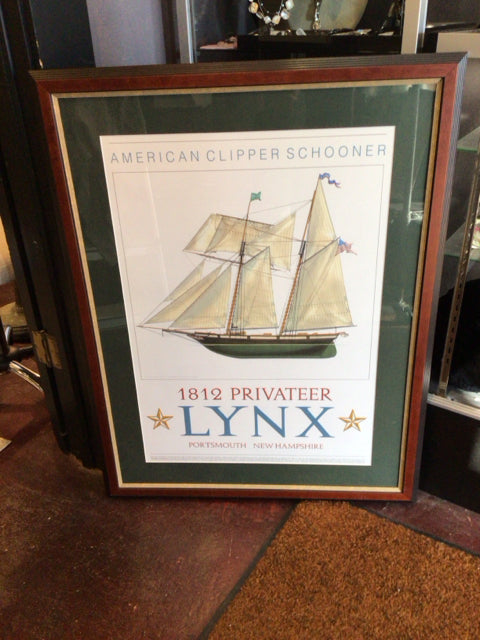 AMERICAN CLIPPER SCHOONER
1812 PRIVATEER
LYNX
PORTSMOUTH NEW HAMPSHIRE